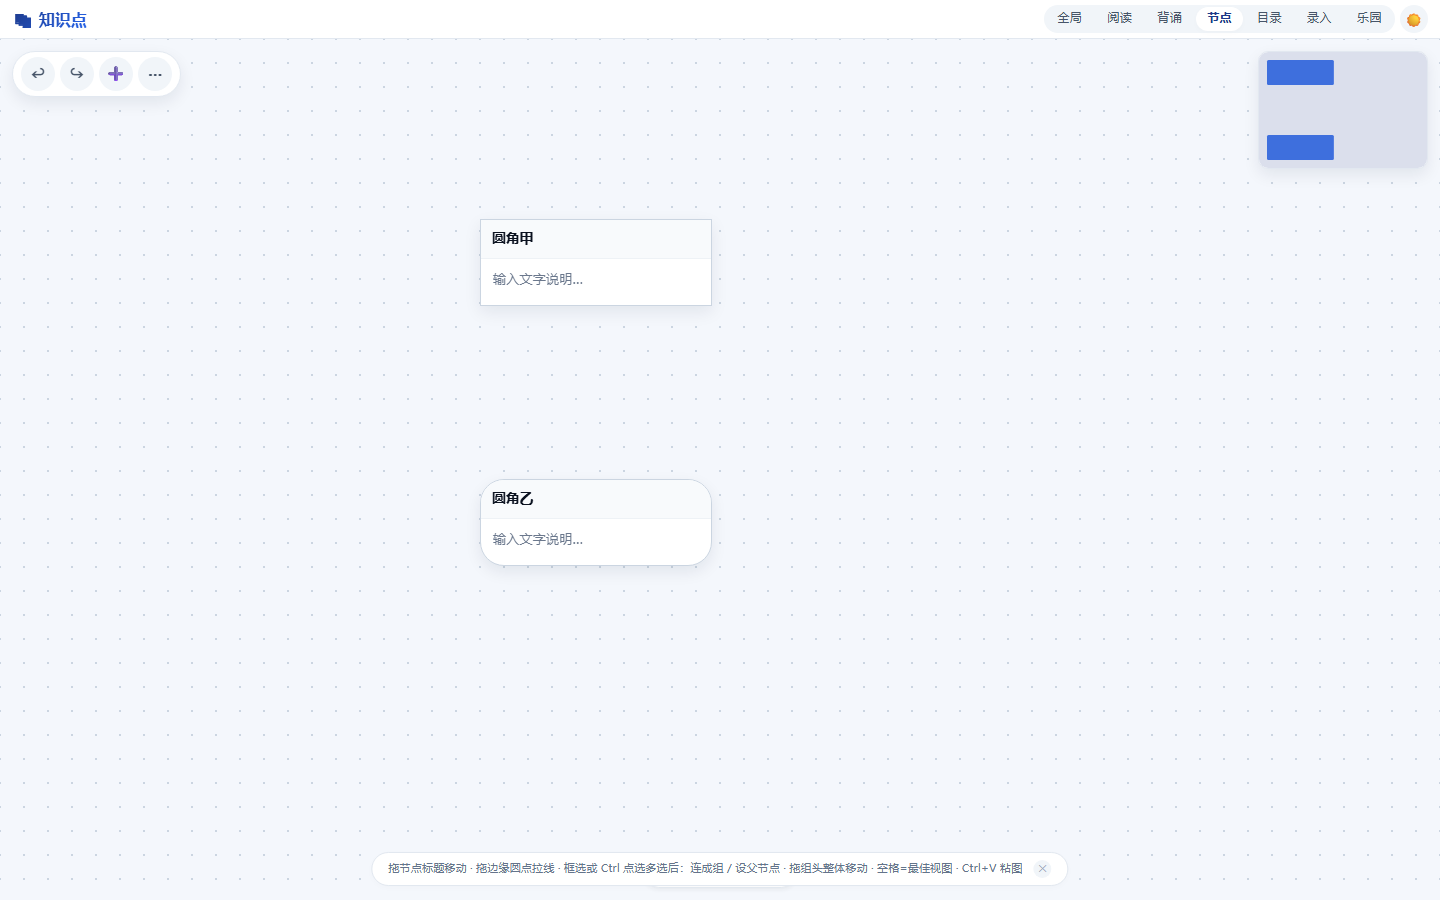 知识点
全局 阅读 背诵 节点 目录 录入 乐园
圆角甲
输入文字说明...
圆角乙
输入文字说明...
拖节点标题移动 · 拖边缘圆点拉线 · 框选或 Ctrl 点选多选后：连成组 / 设父节点 · 拖组头整体移动 · 空格=最佳视图 · Ctrl+V 粘图